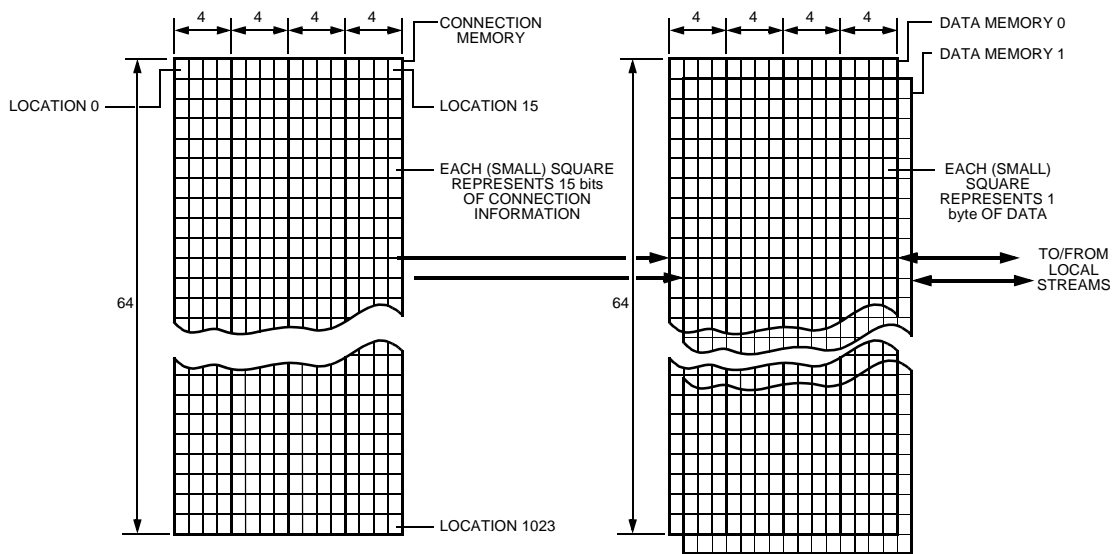 4 4 4 4
CONNECTION
MEMORY
LOCATION 0
LOCATION 15
EACH (SMALL) SQUARE
REPRESENTS 15 bits
OF CONNECTION
INFORMATION
64
LOCATION 1023
4 4 4 4
DATA MEMORY 0
DATA MEMORY 1
EACH (SMALL)
SQUARE
REPRESENTS 1
byte OF DATA
TO/FROM
LOCAL
STREAMS
64